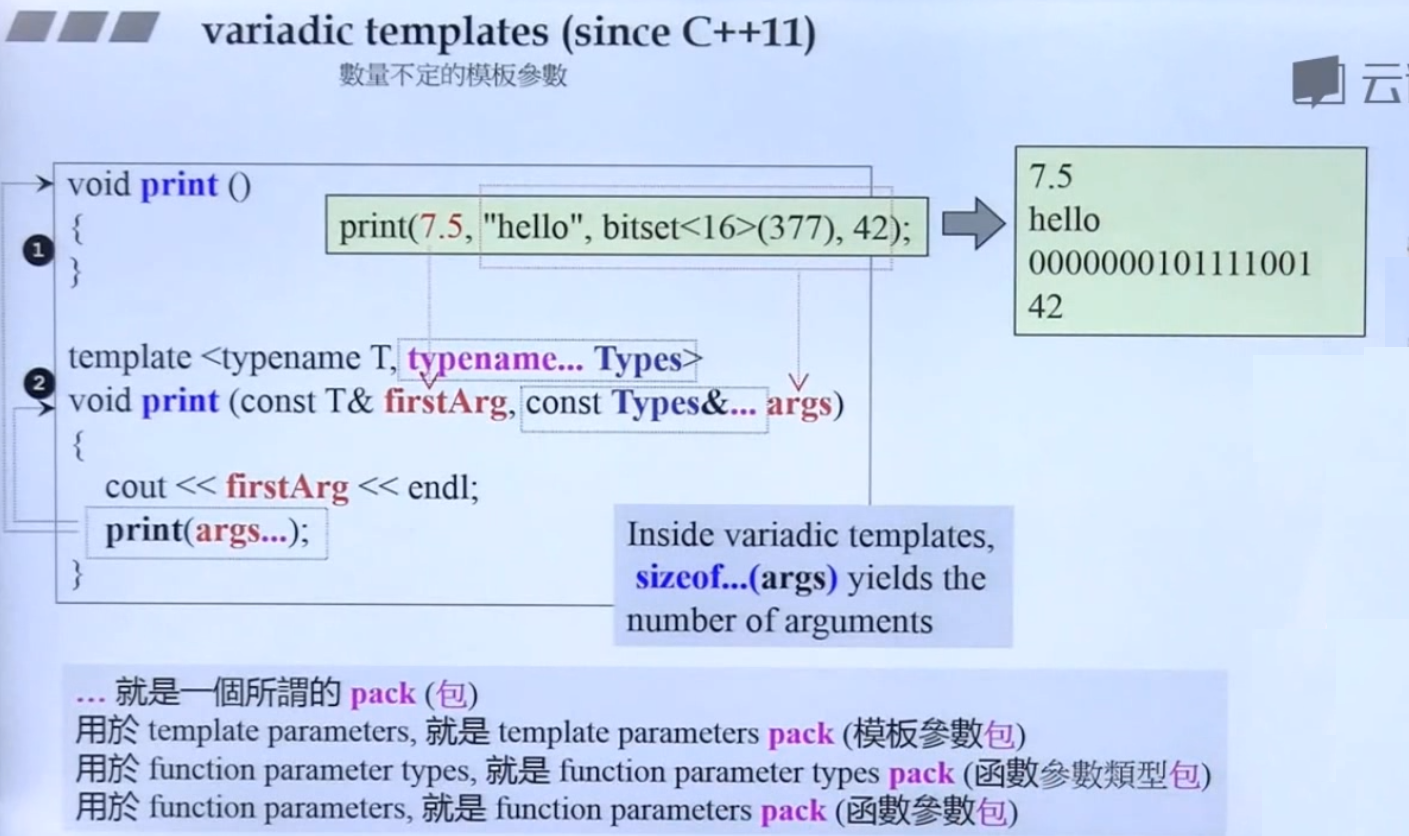 variadic templates (since C++11)
數量不定的模板參數
云
void print ()
{
}
1
print(7.5, "hello", bitset<16>(377), 42);
7.5
hello
0000000101111001
42
2
template <typename T, typename... Types>
void print (const T& firstArg, const Types&... args)
{
cout << firstArg << endl;
print(args...);
}
Inside variadic templates,
sizeof...(args) yields the
number of arguments
... 就是一個所謂的 pack (包)
用於 template parameters, 就是 template parameters pack (模板參數包)
用於 function parameter types, 就是 function parameter types pack (函數參數類型包)
用於 function parameters, 就是 function parameters pack (函數參數包)